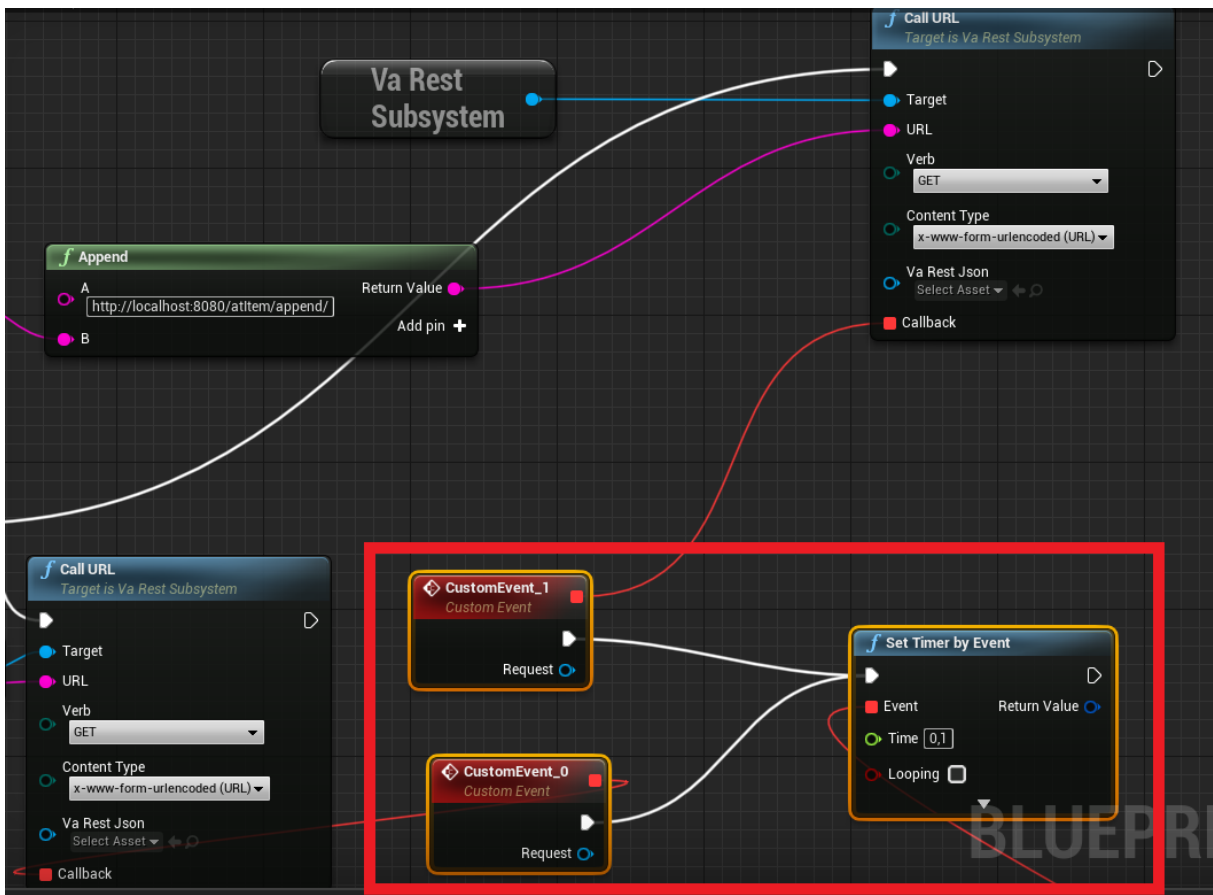 Call URL
Target is Va Rest Subsystem
Target
URL
Verb
GET
Content Type
x-www-form-urlencoded (URL)
Va Rest Json
Select Asset
Callback
Va Rest
Subsystem
Append
A
http://localhost:8080/atItem/append/
B
Return Value
Add pin
Call URL
Target is Va Rest Subsystem
Target
URL
Verb
GET
Content Type
x-www-form-urlencoded (URL)
Va Rest Json
Select Asset
Callback
CustomEvent_1
Custom Event
Request
CustomEvent_0
Custom Event
Request
Set Timer by Event
Event Return Value
Time 0,1
Looping